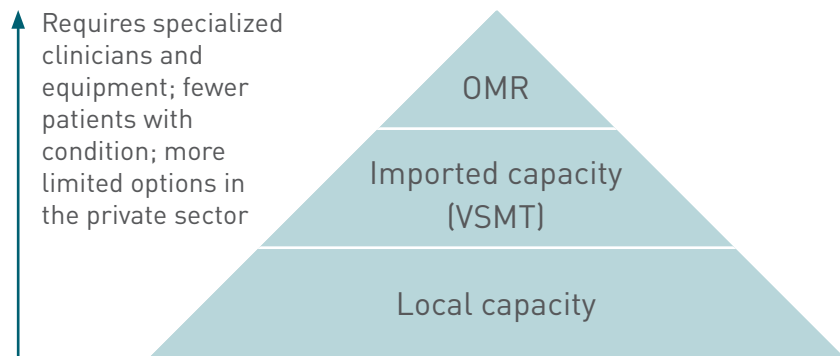 Requires specialized
clinicians and
equipment; fewer
patients with
condition; more
limited options in
the private sector
OMR
Imported capacity
(VSMT)
Local capacity